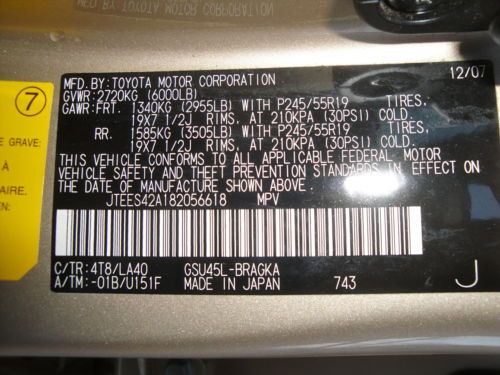 MFD.BY:TOYOTA MOTOR CORPORATION 12/07
GVWR:2720KG (6000LB)
GAWR:FRT. 1340KG (2955LB) WITH P245/55R19 TIRES,
19X7 1/2J RIMS, AT 210KPA (30PSI) COLD.
RR. 1585KG (3505LB) WITH P245/55R19 TIRES,
19X7 1/2J RIMS, AT 210KPA (30PSI) COLD.
THIS VEHICLE CONFORMS TO ALL APPLICABLE FEDERAL MOTOR
VEHICLE SAFETY AND THEFT PREVENTION STANDARDS IN EFFECT ON
THE DATE OF MANUFACTURE SHOWN ABOVE.
JTEES42A182056618 MPV
C/TR:4T8/LA40 GSU45L-BRAGKA J
A/TM:-01B/U151F MADE IN JAPAN 743
7
E GRAVE:
À
AIRE.
EN: